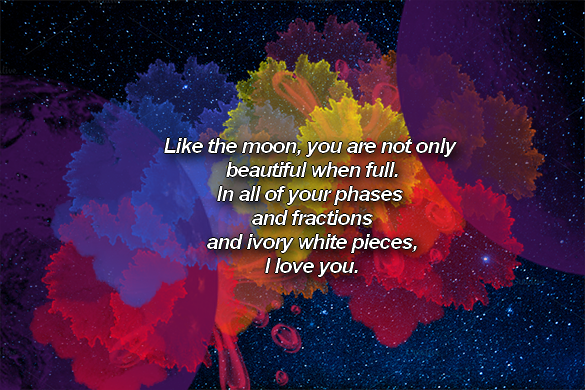 Like the moon, you are not only
beautiful when full.
In all of your phases
and fractions
and ivory white pieces,
I love you.